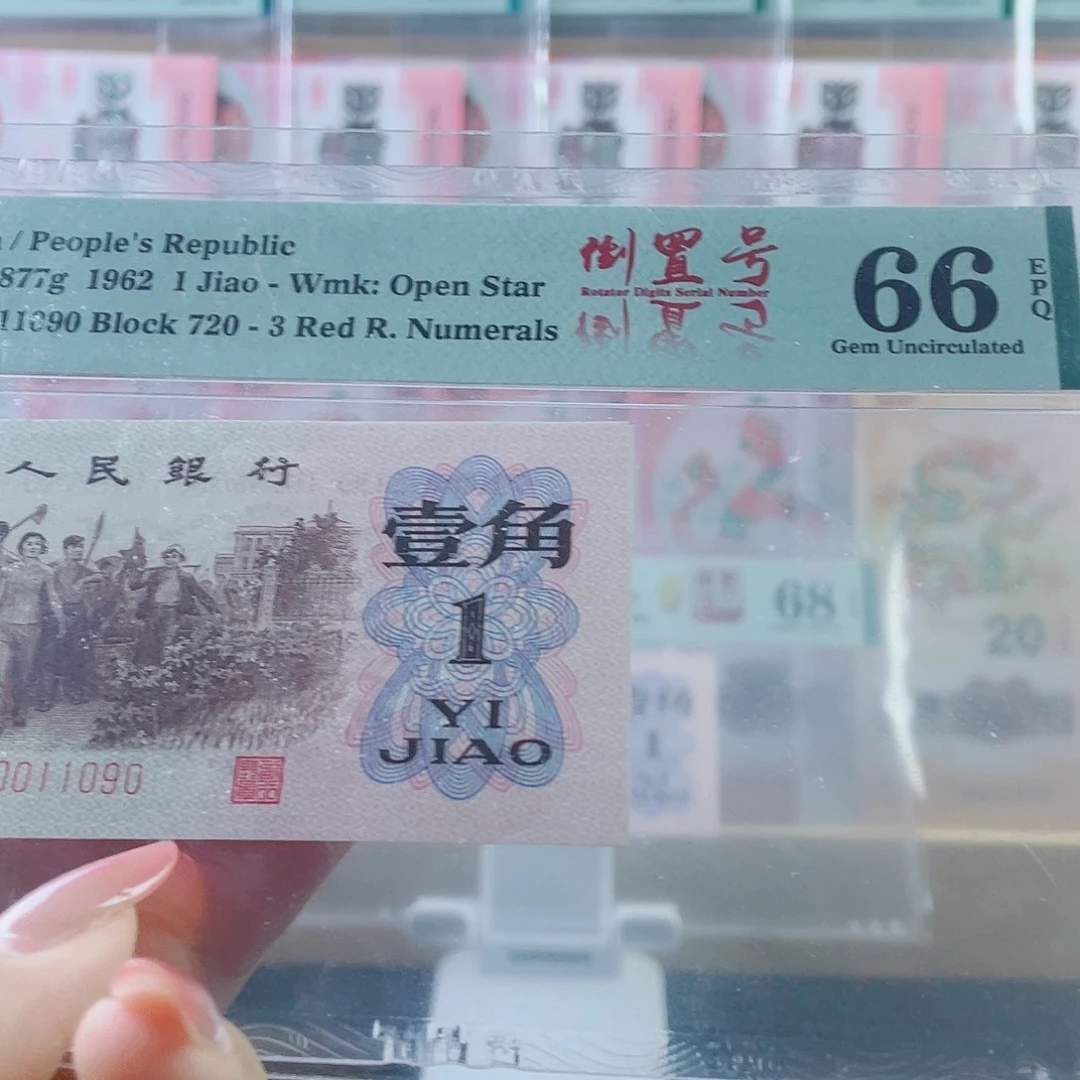 / People's Republic
877g 1962 1 Jiao - Wmk: Open Star
11090 Block 720 - 3 Red R. Numerals
倒置号
Rotator Digits Serial Number
66
EPQ
Gem Uncirculated
人民銀行
壹角
1
YI
JIAO
0011090
68
20